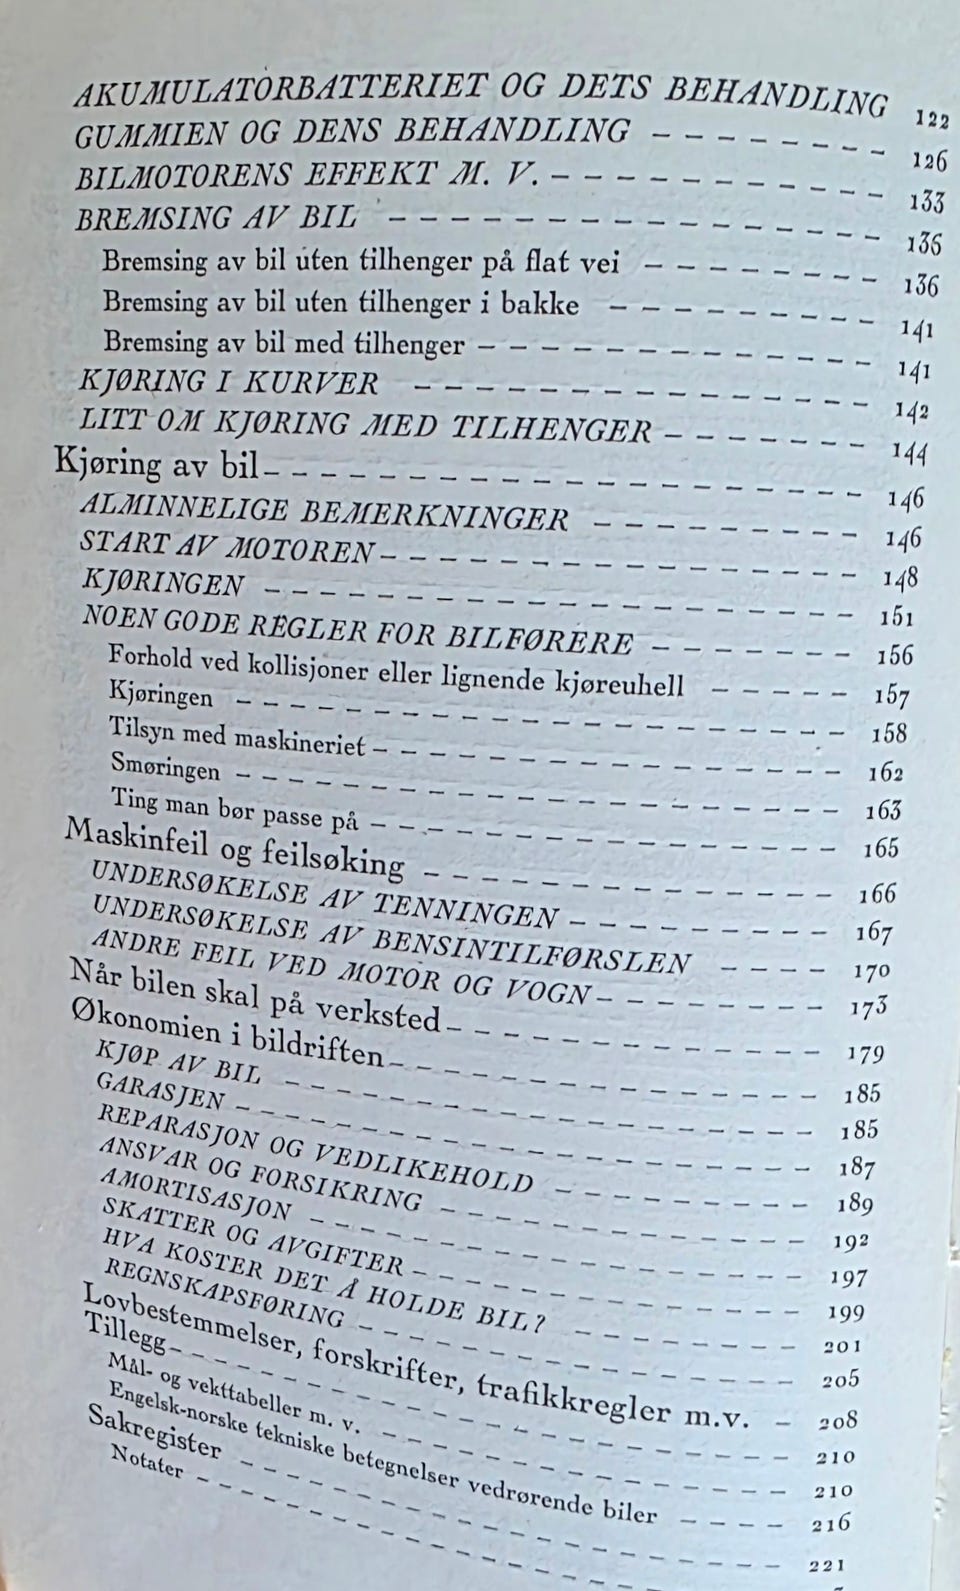 AKUMULATORBATTERIET OG DETS BEHANDLING 122
GUMMIEN OG DENS BEHANDLING – – – – – – – – 126
BILMOTORENS EFFEKT M. V. – – – – – – – – – – – – 133
BREMSING AV BIL – – – – – – – – – – – – – – – – – 136
Bremsing av bil uten tilhenger på flat vei – – – – – – – – 136
Bremsing av bil uten tilhenger i bakke – – – – – – – – – 141
Bremsing av bil med tilhenger – – – – – – – – – – – – – 141
KJØRING I KURVER – – – – – – – – – – – – – – – 142
LITT OM KJØRING MED TILHENGER – – – – – – – 144
Kjøring av bil – – – – – – – – – – – – – – – – – – – – 146
ALMINNELIGE BEMERKNINGER – – – – – – – – – 146
START AV MOTOREN – – – – – – – – – – – – – – – – 148
KJØRINGEN – – – – – – – – – – – – – – – – – – – – 151
NOEN GODE REGLER FOR BILFØRERE – – – – – – – 156
Forhold ved kollisjoner eller lignende kjøreuhell – – – – – 157
Kjøringen – – – – – – – – – – – – – – – – – – – – – – 158
Tilsyn med maskineriet – – – – – – – – – – – – – – – – 162
Smøringen – – – – – – – – – – – – – – – – – – – – – – 163
Ting man bør passe på – – – – – – – – – – – – – – – – – 165
Maskinfeil og feilsøking – – – – – – – – – – – – – – 166
UNDERSØKELSE AV TENNINGEN – – – – – – – – – 167
UNDERSØKELSE AV BENSINTILFØRSLEN – – – – 170
ANDRE FEIL VED MOTOR OG VOGN – – – – – – – – 173
Når bilen skal på verksted – – – – – – – – – – – – – 179
Økonomien i bildriften – – – – – – – – – – – – – – – 185
KJØP AV BIL – – – – – – – – – – – – – – – – – – – – 185
GARASJEN – – – – – – – – – – – – – – – – – – – – – – 187
REPARASJON OG VEDLIKEHOLD – – – – – – – – – – 189
ANSVAR OG FORSIKRING – – – – – – – – – – – – – 192
AMORTISASJON – – – – – – – – – – – – – – – – – – – 197
SKATTER OG AVGIFTER – – – – – – – – – – – – – – 199
HVA KOSTER DET Å HOLDE BIL? – – – – – – – – 201
REGNSKAPSFØRING – – – – – – – – – – – – – – – – 205
Lovbestemmelser, forskrifter, trafikkregler m.v. – 208
Tillegg – – – – – – – – – – – – – – – – – – – – – – – – 210
Mål- og vekttabeller m. v. – – – – – – – – – – – – – – – 210
Engelsk-norske tekniske betegnelser vedrørende biler – – – – 216
Sakregister – – – – – – – – – – – – – – – – – – – – 221
Notater – – – – – – – – – – – – – – – – – – – –